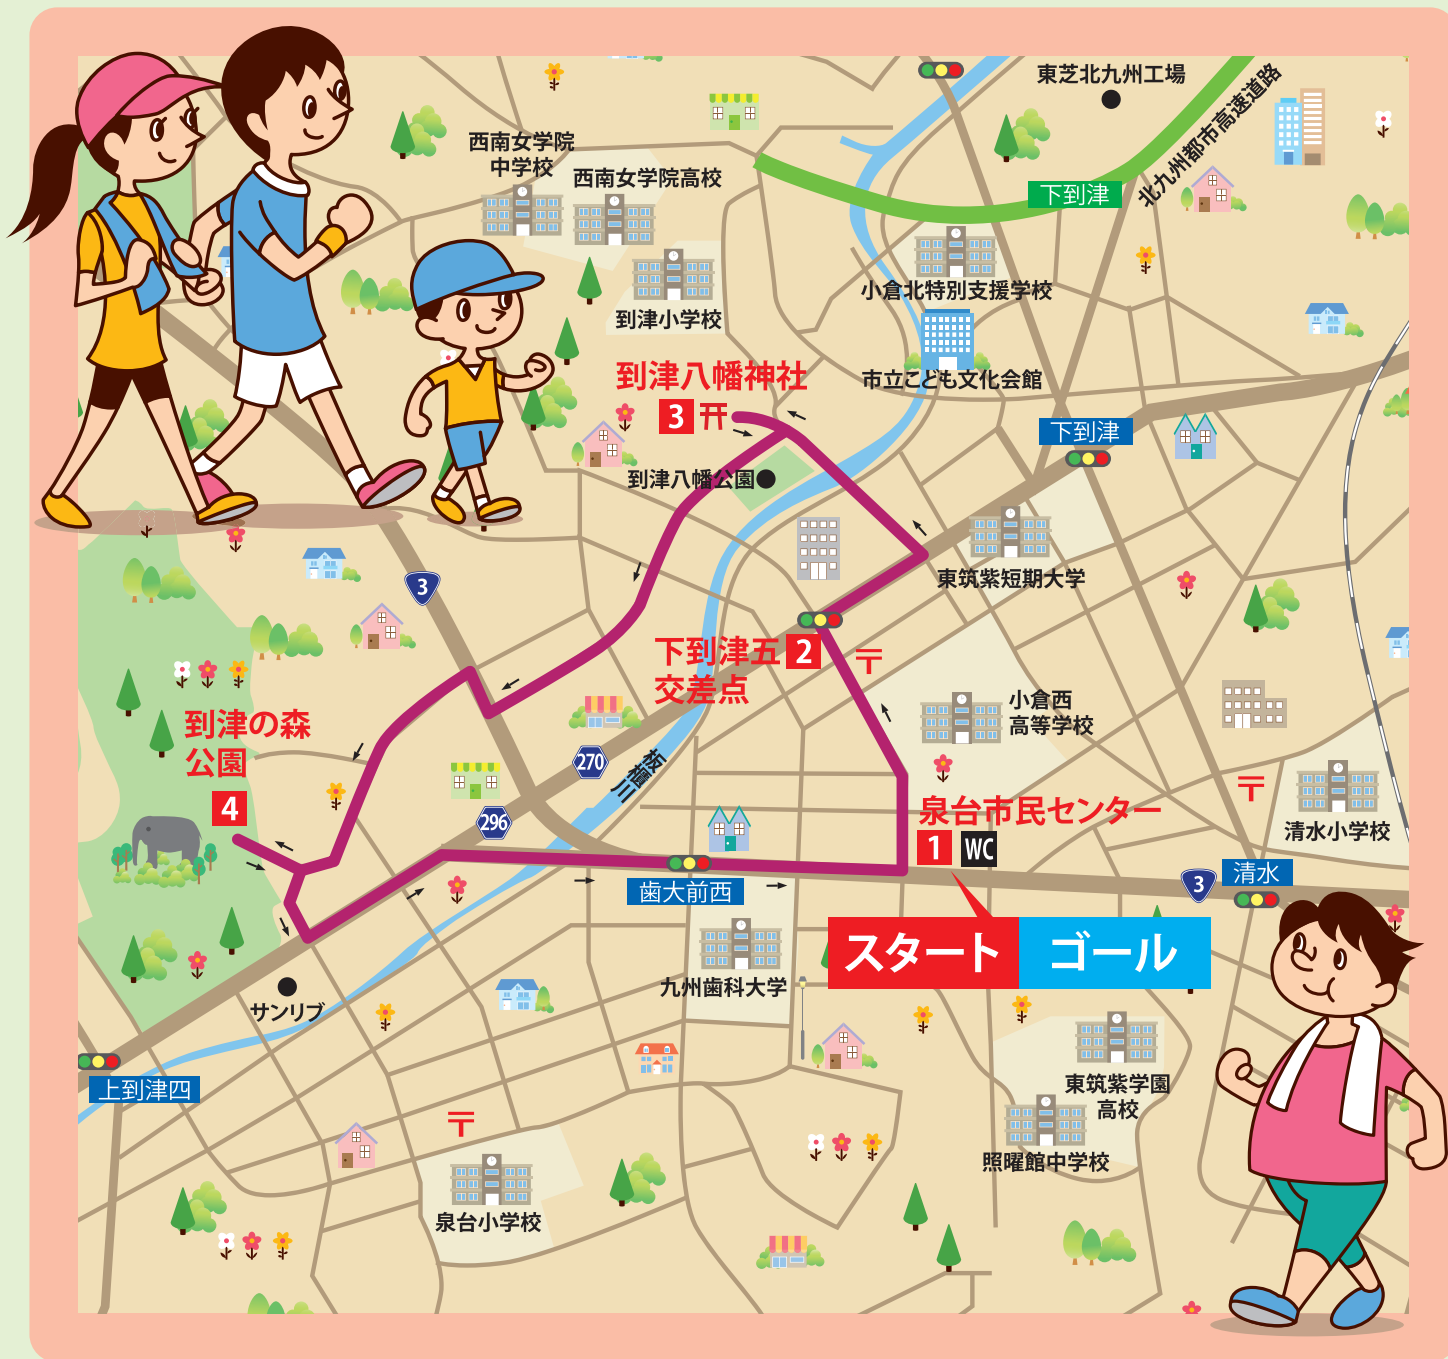 東芝北九州工場
北九州都市高速道路
西南女学院
中学校
西南女学院高校
下到津
小倉北特別支援学校
到津小学校
市立こども文化会館
到津八幡神社
3
下到津
到津八幡公園
東筑紫短期大学
3
下到津五
交差点
2
小倉西
高等学校
到津の森
公園
4
270
板櫃川
296
泉台市民センター
1
WC
清水小学校
清水
3
歯大前西
スタート
ゴール
九州歯科大学
サンリブ
上到津四
東筑紫学園
高校
照曜館中学校
泉台小学校